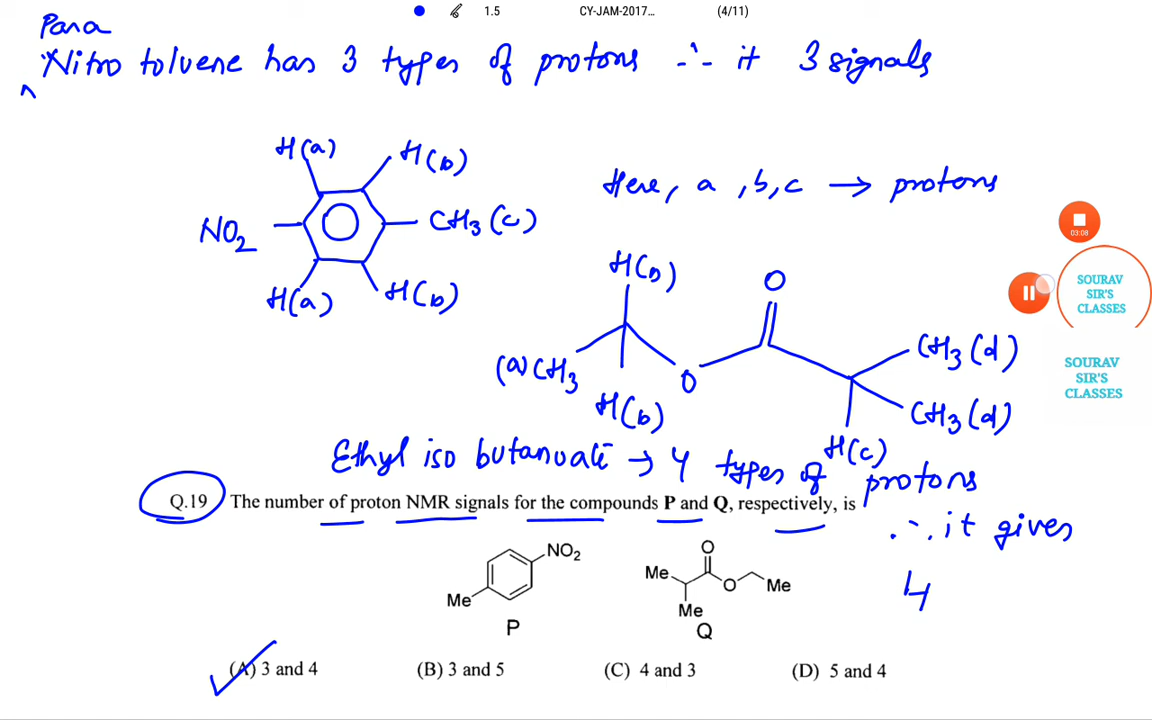 1.5 CY-JAM-2017... (4/11)
Para
Nitro toluene has 3 types of protons ∴ it 3 signals
^
H(a) H(b)
Here, a, b, c → protons
NO2 CH3(c)
H(a) H(b)
03:08
SOURAV
SIR'S
CLASSES
SOURAV
SIR'S
CLASSES
H(b) O
(a)CH3 O CH3(d)
H(b) CH3(d)
H(c)
Ethyl iso butanuate → 4 types of protons
∴ it gives
4
Q.19 The number of proton NMR signals for the compounds P and Q, respectively, is
NO2 O
Me Me O Me
Me
P Q
(A) 3 and 4 (B) 3 and 5 (C) 4 and 3 (D) 5 and 4